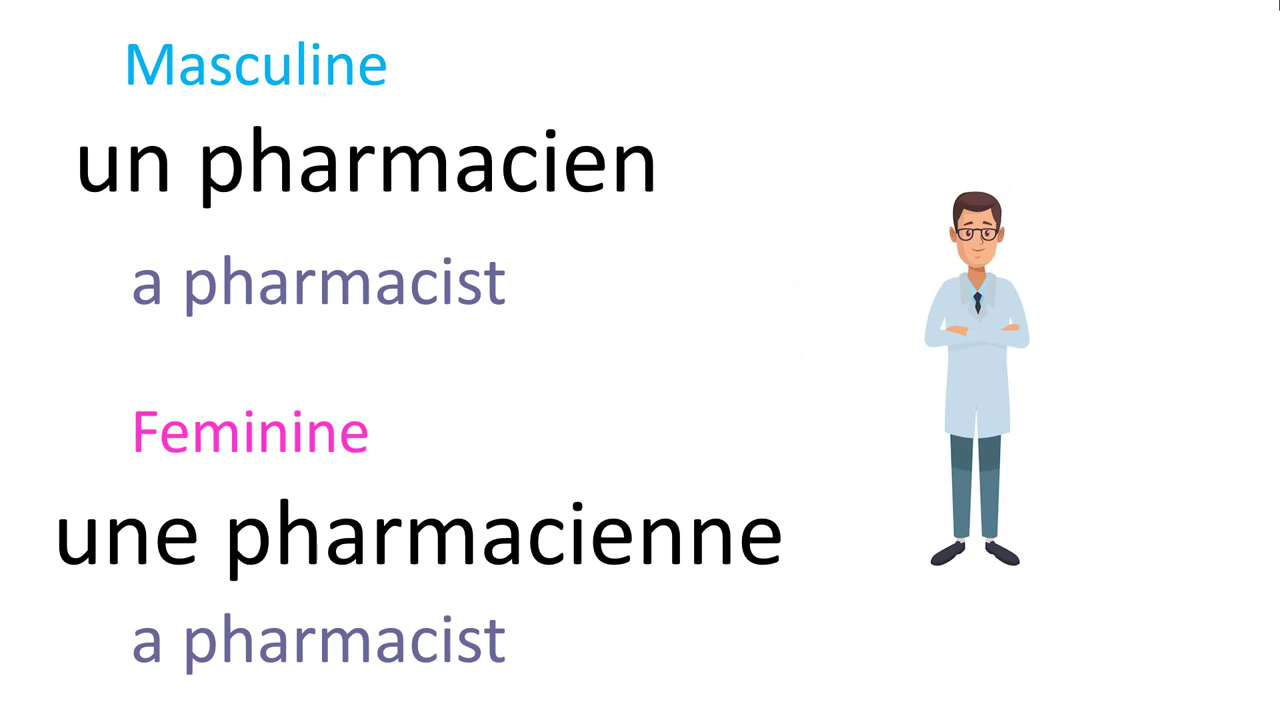 Masculine
un pharmacien
a pharmacist
Feminine
une pharmacienne
a pharmacist